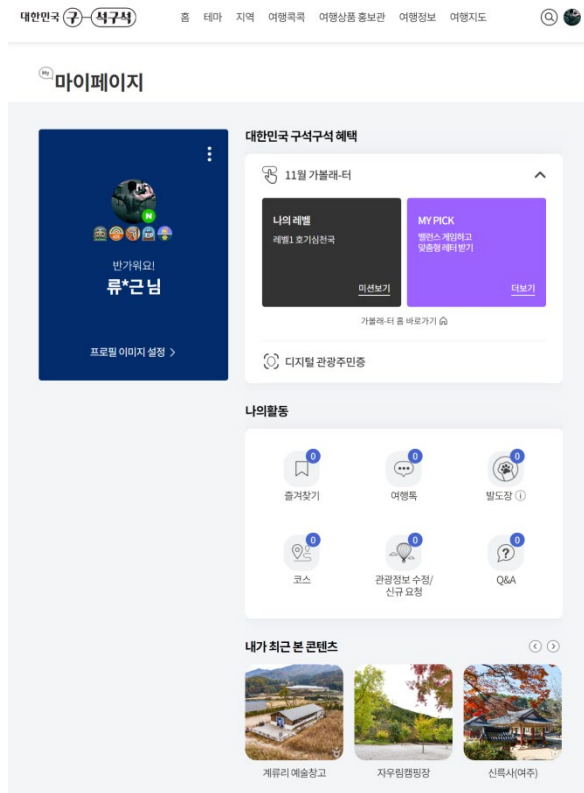 대한민국 구 석구석
홈 테마 지역 여행콕콕 여행상품 홍보관 여행정보 여행지도
My
마이페이지
N
반가워요!
류*근님
프로필 이미지 설정 >
대한민국 구석구석 혜택
11월 가볼래-터
나의 레벨
레벨1 호기심천국
미션보기
MY PICK
밸런스 게임하고
맞춤형 레터 받기
더보기
가볼래-터 홈 바로가기
디지털 관광주민증
나의활동
0 0 0
즐겨찾기 여행톡 발도장 i
0 0 0
코스 관광정보 수정/
신규 요청 Q&A
내가 최근 본 콘텐츠
계류리 예술창고 자우림캠핑장 신륵사(여주)